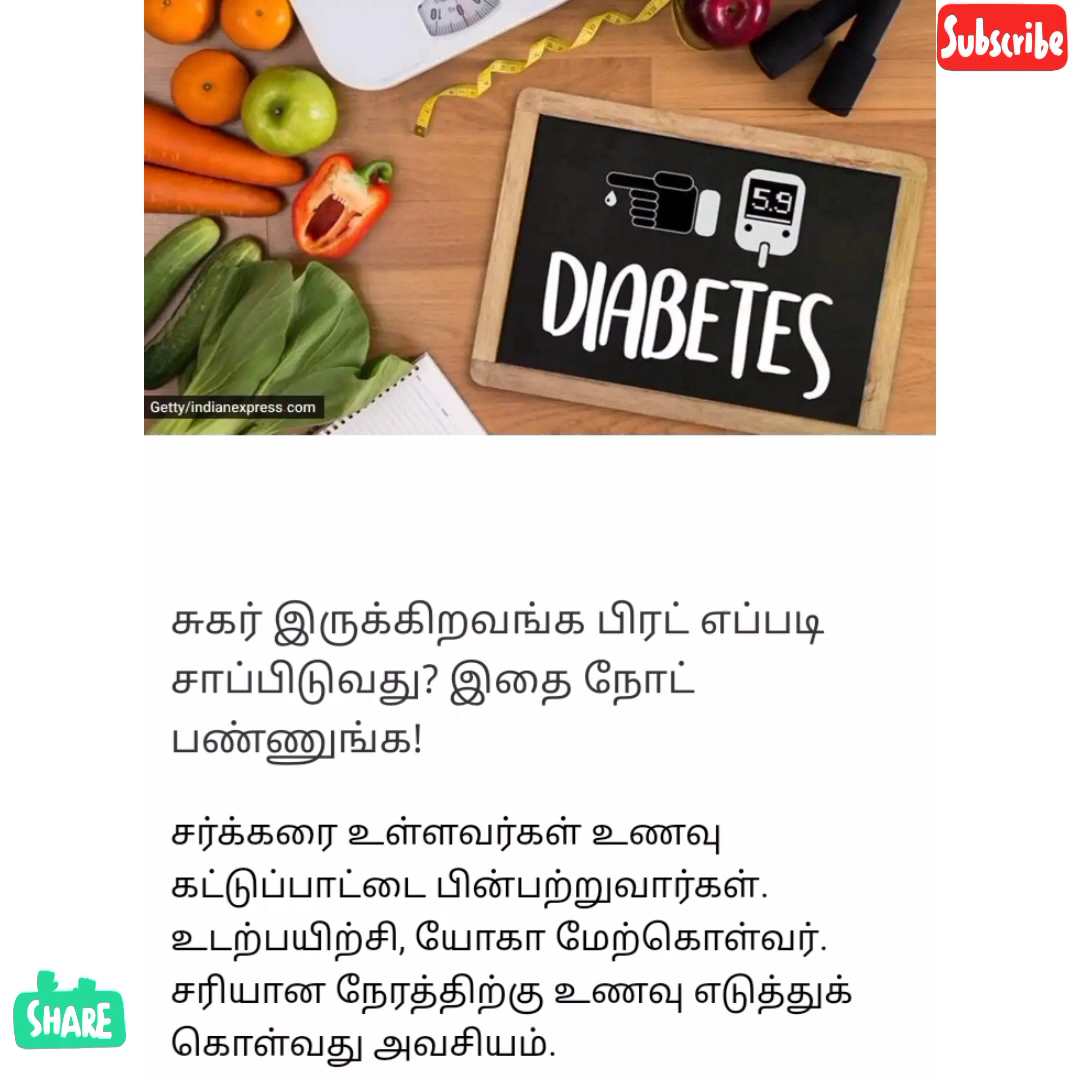 Subscribe
5.9
DIABETES
Getty/indianexpress com
சுகர் இருக்கிறவங்க பிரட் எப்படி
சாப்பிடுவது? இதை நோட்
பண்ணுங்க!
சர்க்கரை உள்ளவர்கள் உணவு
கட்டுப்பாட்டை பின்பற்றுவார்கள்.
உடற்பயிற்சி, யோகா மேற்கொள்வர்.
சரியான நேரத்திற்கு உணவு எடுத்துக்
கொள்வது அவசியம்.
SHARE